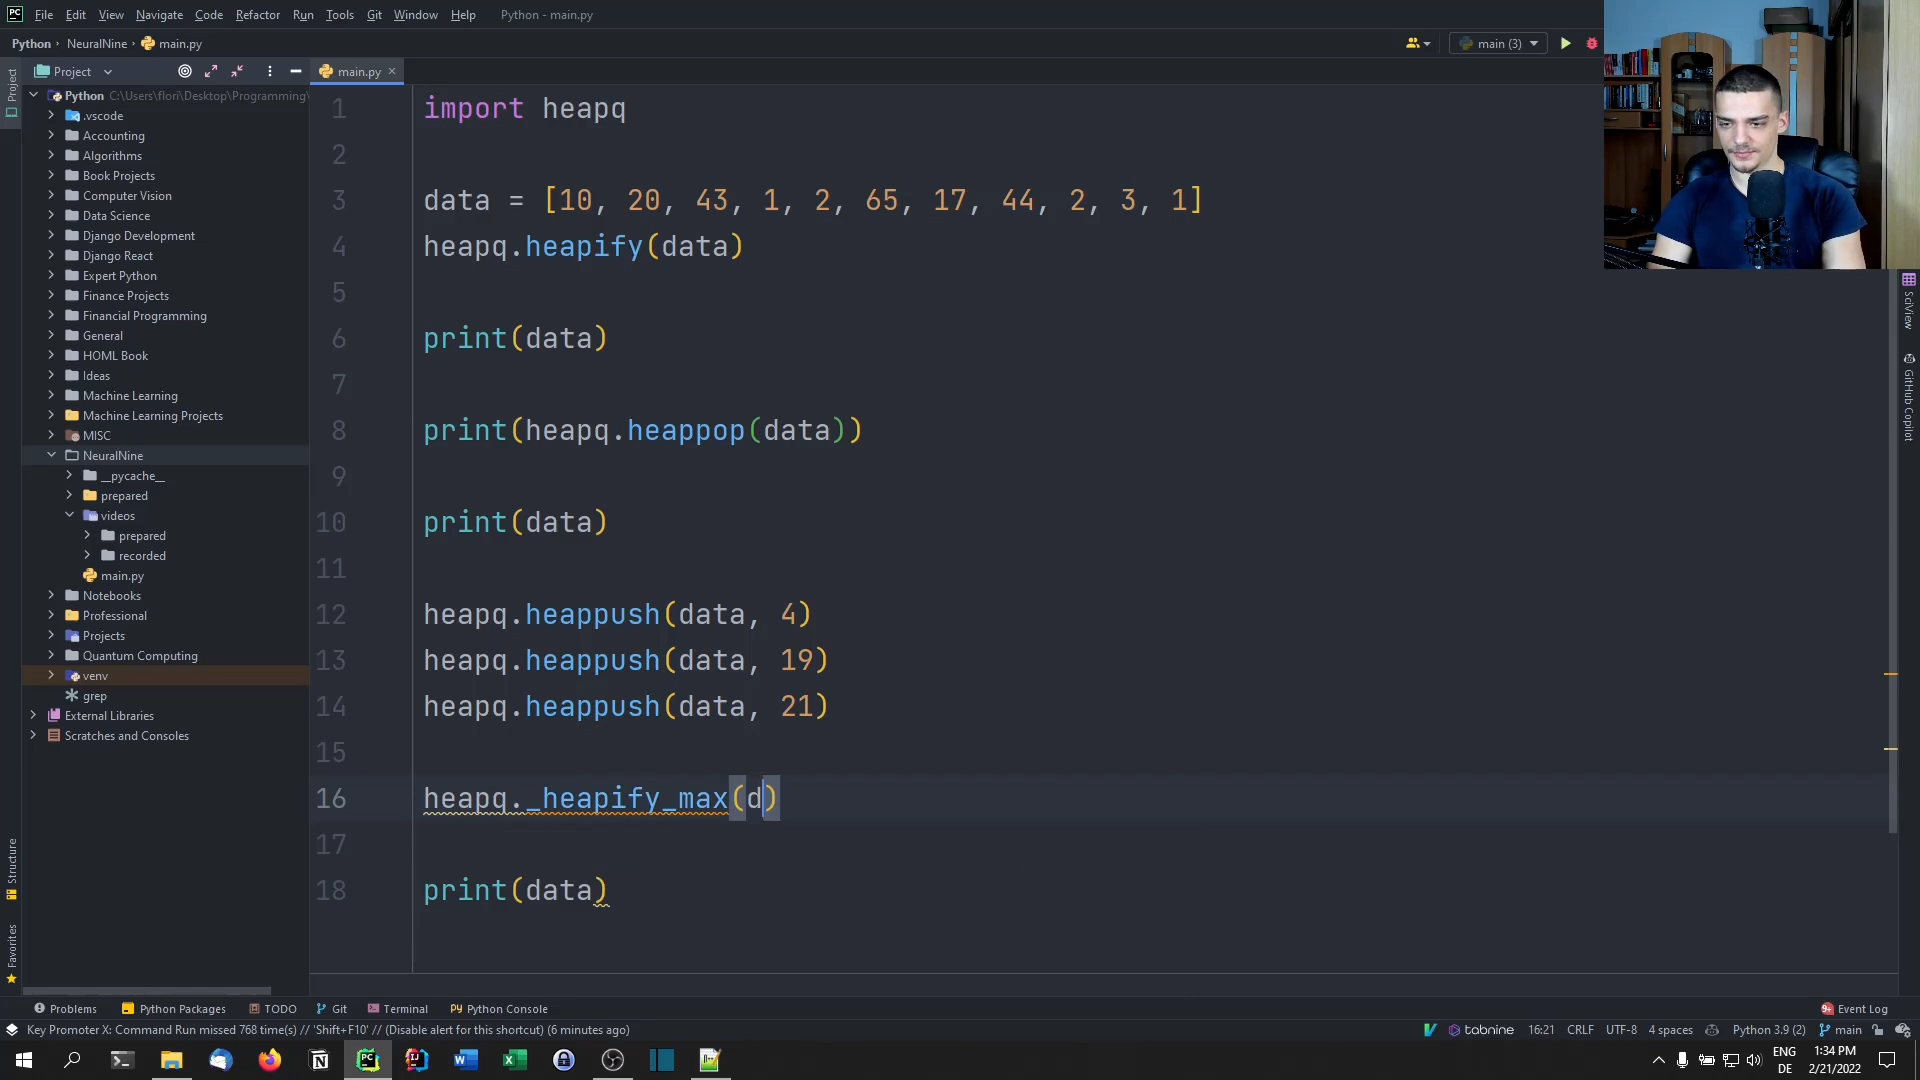 PC File Edit View Navigate Code Refactor Run Tools Git Window Help Python - main.py
Python › NeuralNine › main.py
main (3)
Project
Project
main.py
Python C:\Users\flori\Desktop\Programming\
.vscode
Accounting
Algorithms
Book Projects
Computer Vision
Data Science
Django Development
Django React
Expert Python
Finance Projects
Financial Programming
General
HOML Book
Ideas
Machine Learning
Machine Learning Projects
MISC
NeuralNine
__pycache__
prepared
videos
prepared
recorded
main.py
Notebooks
Professional
Projects
Quantum Computing
venv
grep
External Libraries
Scratches and Consoles
1 import heapq
2
3 data = [10, 20, 43, 1, 2, 65, 17, 44, 2, 3, 1]
4 heapq.heapify(data)
5
6 print(data)
7
8 print(heapq.heappop(data))
9
10 print(data)
11
12 heapq.heappush(data, 4)
13 heapq.heappush(data, 19)
14 heapq.heappush(data, 21)
15
16 heapq._heapify_max(d)
17
18 print(data)
SciView
GitHub Copilot
Structure
Favorites
Problems Python Packages TODO Git Terminal Python Console Event Log
Key Promoter X: Command Run missed 768 time(s) // 'Shift+F10' // (Disable alert for this shortcut) (6 minutes ago)
tabnine 16:21 CRLF UTF-8 4 spaces Python 3.9 (2) main
ENG
DE
1:34 PM
2/21/2022